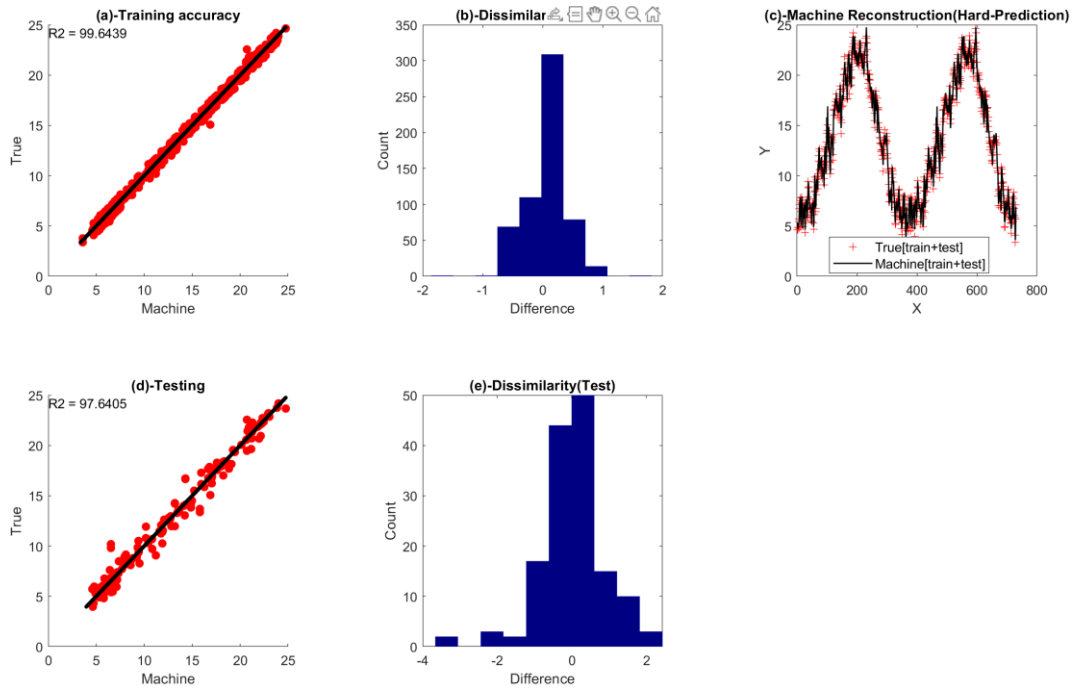 (a)-Training accuracy
R2 = 99.6439
25
20
15
10
5
0
True
5
10
15
20
25
Machine
(b)-Dissimilar
350
300
250
200
150
100
50
0
Count
-2
-1
0
1
2
Difference
(c)-Machine Reconstruction(Hard-Prediction)
25
20
15
10
5
0
Y
True[train+test]
Machine[train+test]
0
200
400
600
800
X
(d)-Testing
R2 = 97.6405
25
20
15
10
5
0
True
5
10
15
20
25
Machine
(e)-Dissimilarity(Test)
50
40
30
20
10
0
Count
-4
-2
0
2
Difference